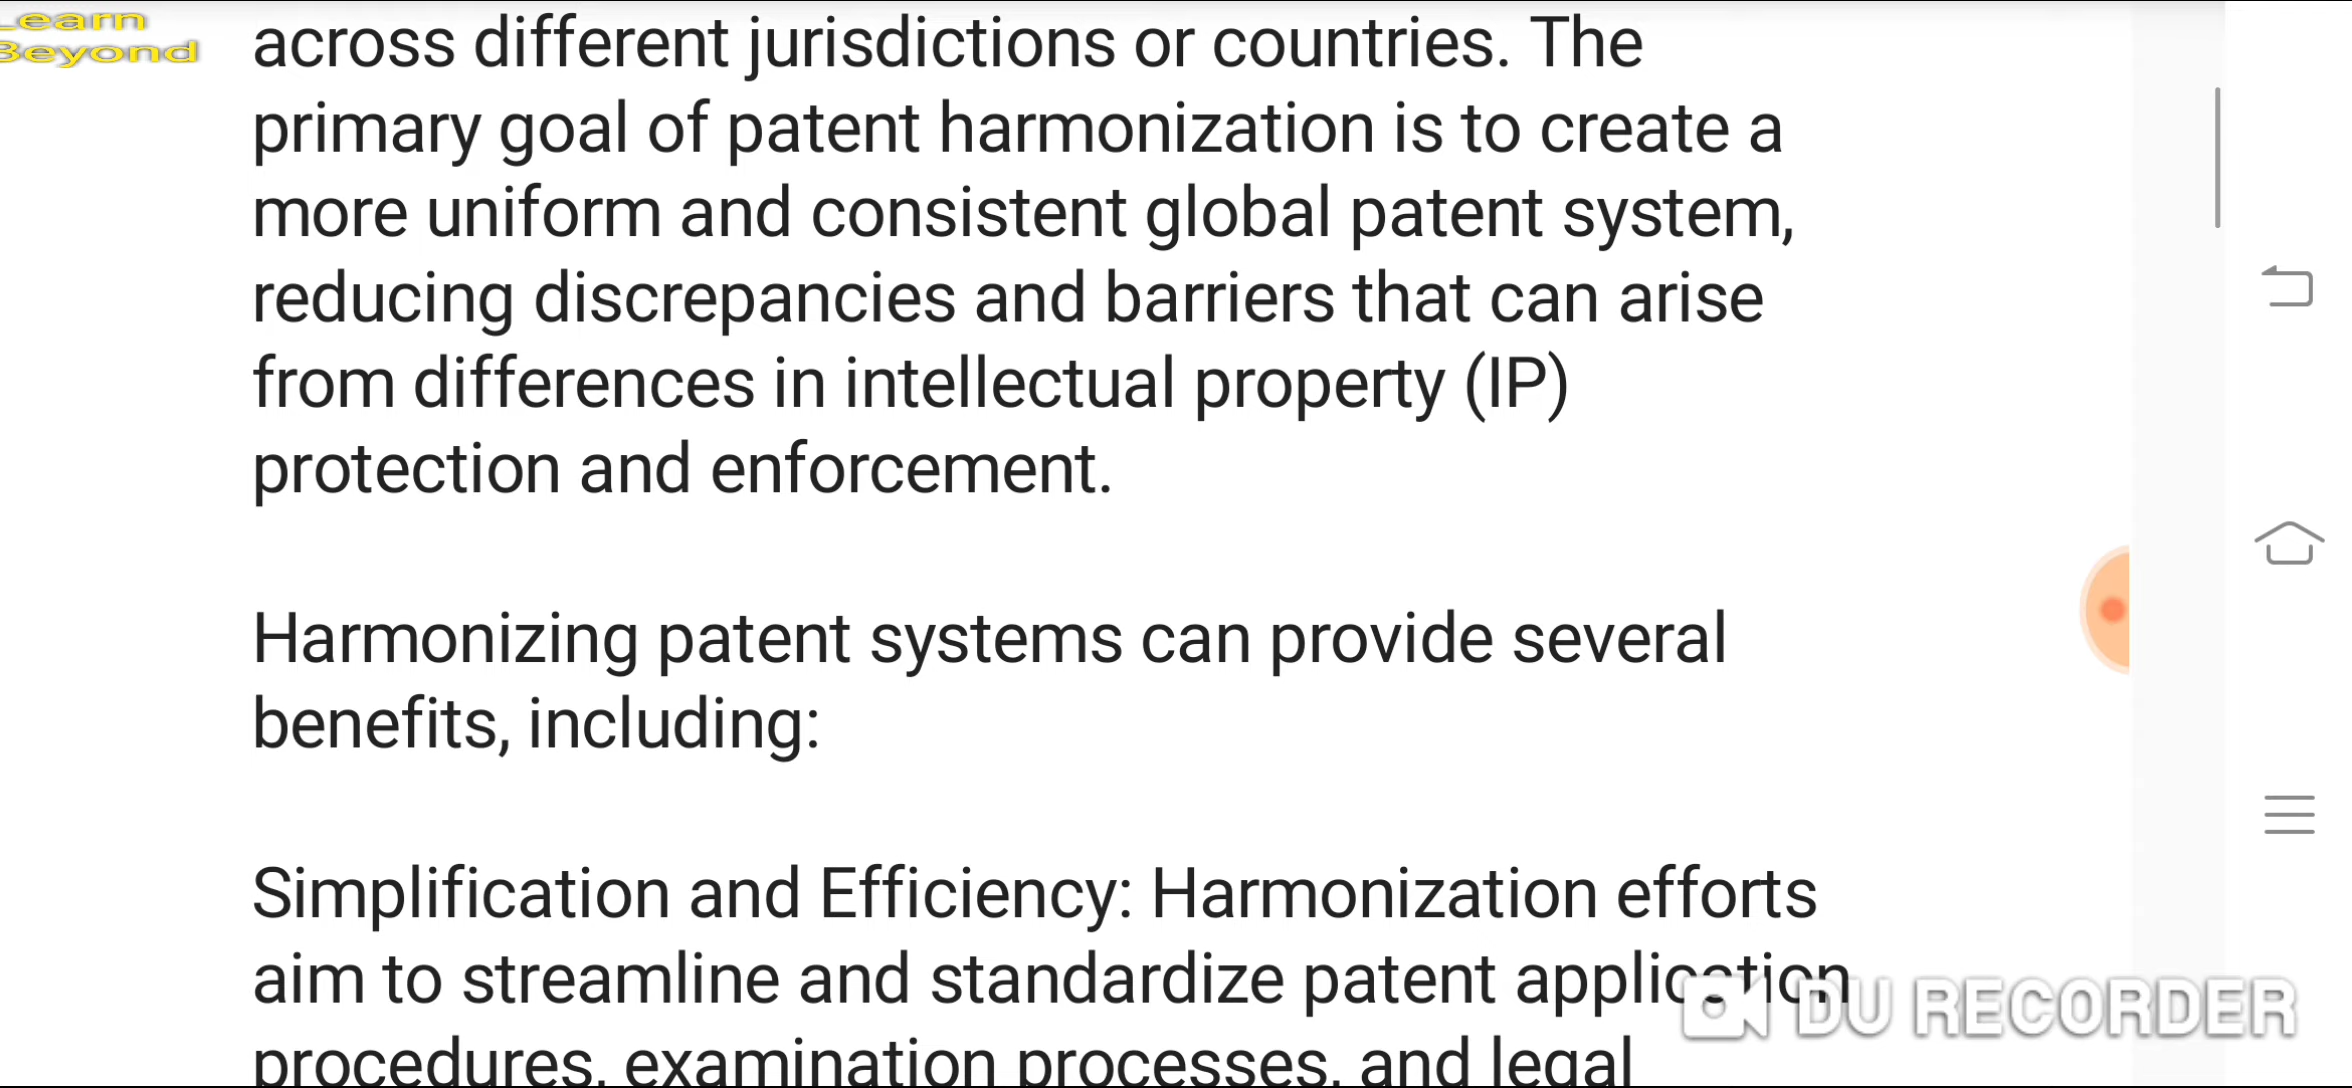 Learn
Beyond
across different jurisdictions or countries. The
primary goal of patent harmonization is to create a
more uniform and consistent global patent system,
reducing discrepancies and barriers that can arise
from differences in intellectual property (IP)
protection and enforcement.
Harmonizing patent systems can provide several
benefits, including:
Simplification and Efficiency: Harmonization efforts
aim to streamline and standardize patent application
procedures, examination processes, and legal
DU RECORDER